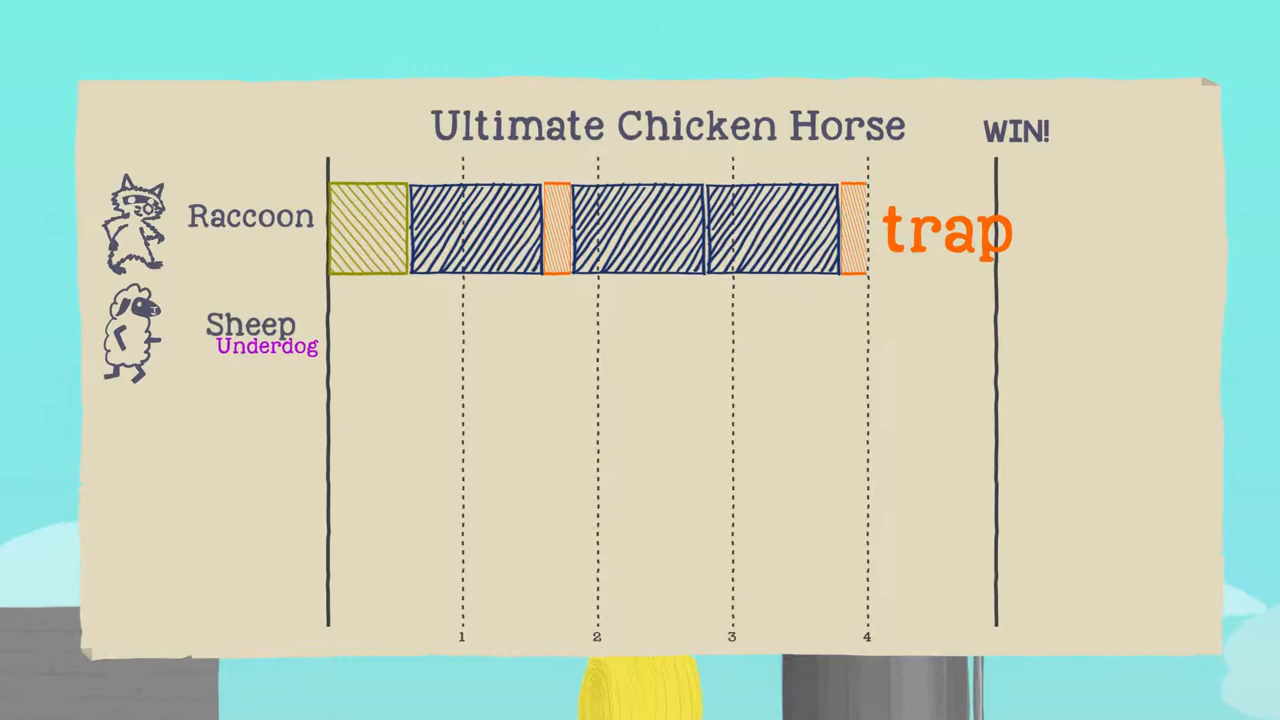 Ultimate Chicken Horse
WIN!
Raccoon
trap
Sheep
Underdog
1 2 3 4